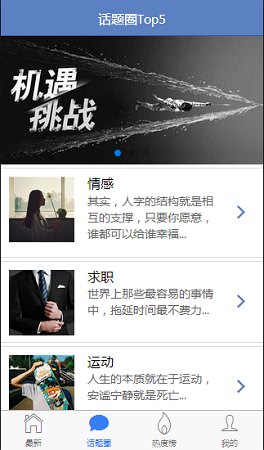 话题圈Top5
机遇
挑战
情感
其实，人字的结构就是相
互的支撑，只要你愿意，
谁都可以给谁幸福...
求职
世界上那些最容易的事情
中，拖延时间最不费力...
运动
人生的本质就在于运动，
安谧宁静就是死亡...
最新
话题圈
热度榜
我的